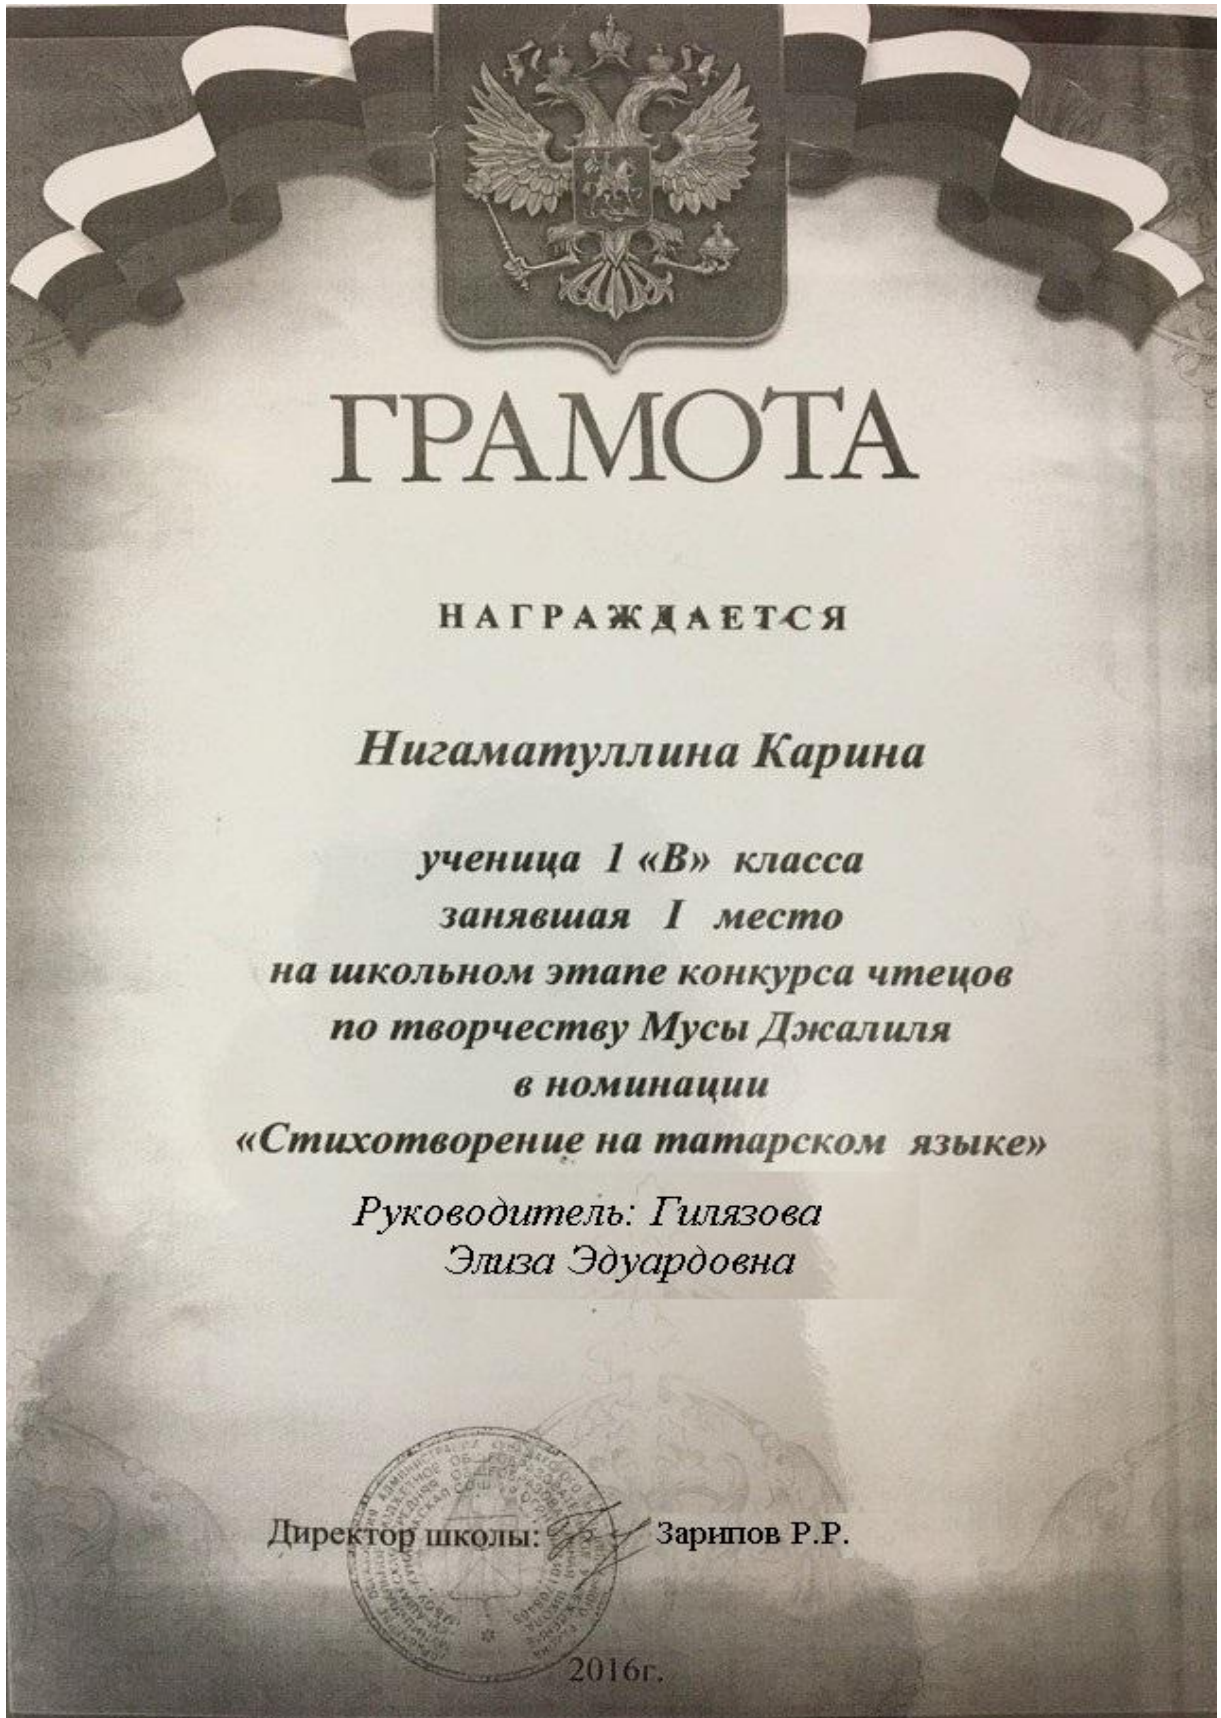 ГРАМОТА
НАГРАЖДАЕТСЯ
Нигаматуллина Карина
ученица 1 «В» класса
занявшая I место
на школьном этапе конкурса чтецов
по творчеству Мусы Джалиля
в номинации
«Стихотворение на татарском языке»
Руководитель: Гилязова
Элиза Эдуардовна
Директор школы: Зарипов Р.Р.
2016г.